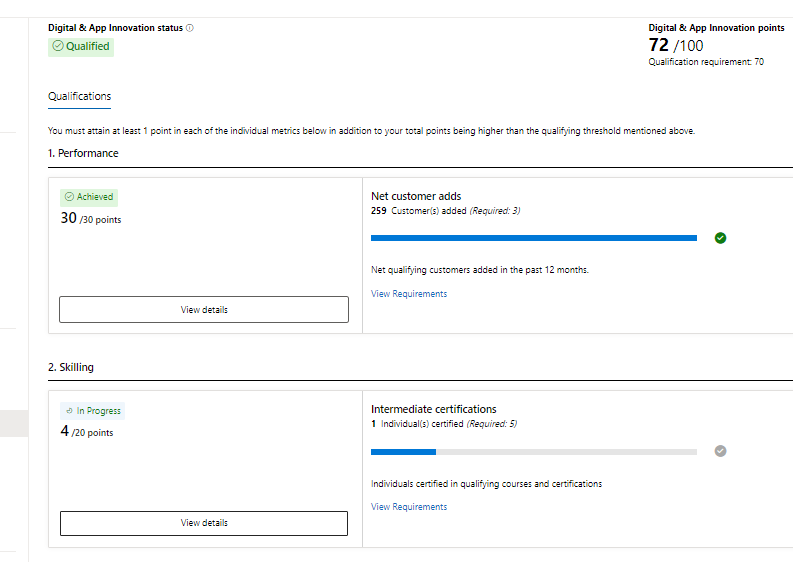 Digital & App Innovation status
Qualified
Digital & App Innovation points
72 /100
Qualification requirement: 70
Qualifications
You must attain at least 1 point in each of the individual metrics below in addition to your total points being higher than the qualifying threshold mentioned above.
1. Performance
Achieved
30 /30 points
View details
Net customer adds
259 Customer(s) added (Required: 3)
Net qualifying customers added in the past 12 months.
View Requirements
2. Skilling
In Progress
4 /20 points
View details
Intermediate certifications
1 Individual(s) certified (Required: 5)
Individuals certified in qualifying courses and certifications
View Requirements